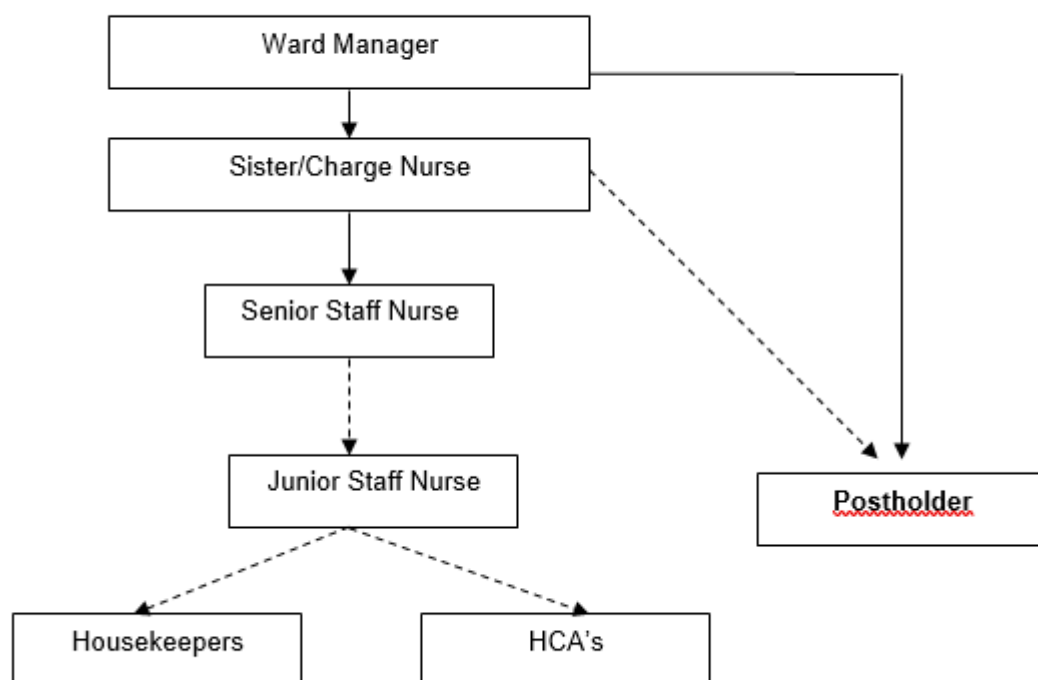 Ward Manager
Sister/Charge Nurse
Senior Staff Nurse
Junior Staff Nurse
Postholder
Housekeepers
HCA's